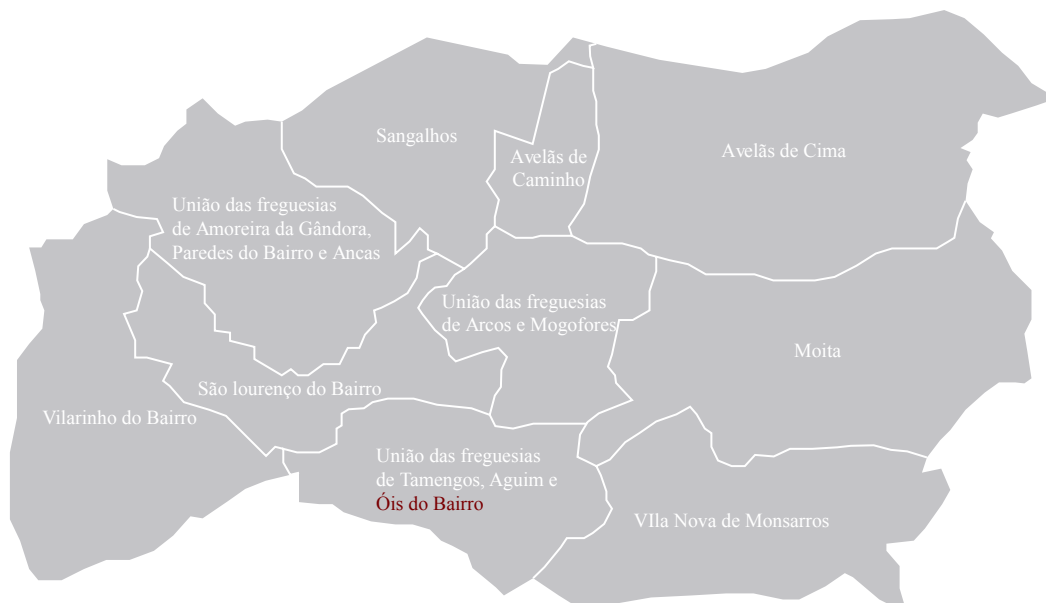 Sangalhos
Avelãs de
Caminho
Avelãs de Cima
União das freguesias
de Amoreira da Gândora,
Paredes do Bairro e Ancas
União das freguesias
de Arcos e Mogofores
Moita
São lourenço do Bairro
Vilarinho do Bairro
União das freguesias
de Tamengos, Aguim e
Óis do Bairro
VIla Nova de Monsarros